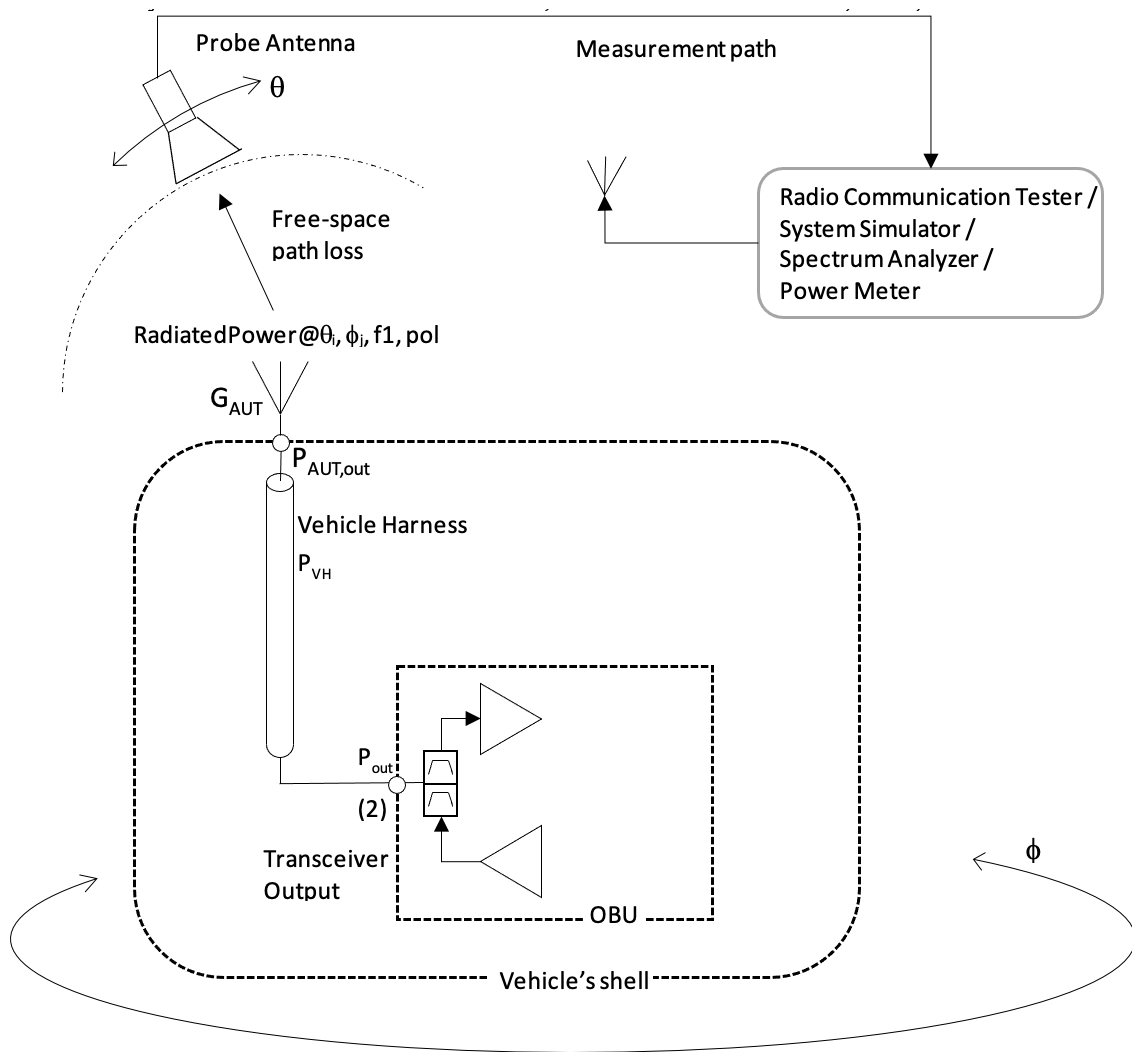 Probe Antenna
Measurement path
θ
Radio Communication Tester /
System Simulator /
Spectrum Analyzer /
Power Meter
Free-space
path loss
RadiatedPower@θi, ϕj, f1, pol
GAUT
PAUT,out
Vehicle Harness
PVH
Pout
(2)
Transceiver
Output
OBU
ϕ
Vehicle's shell